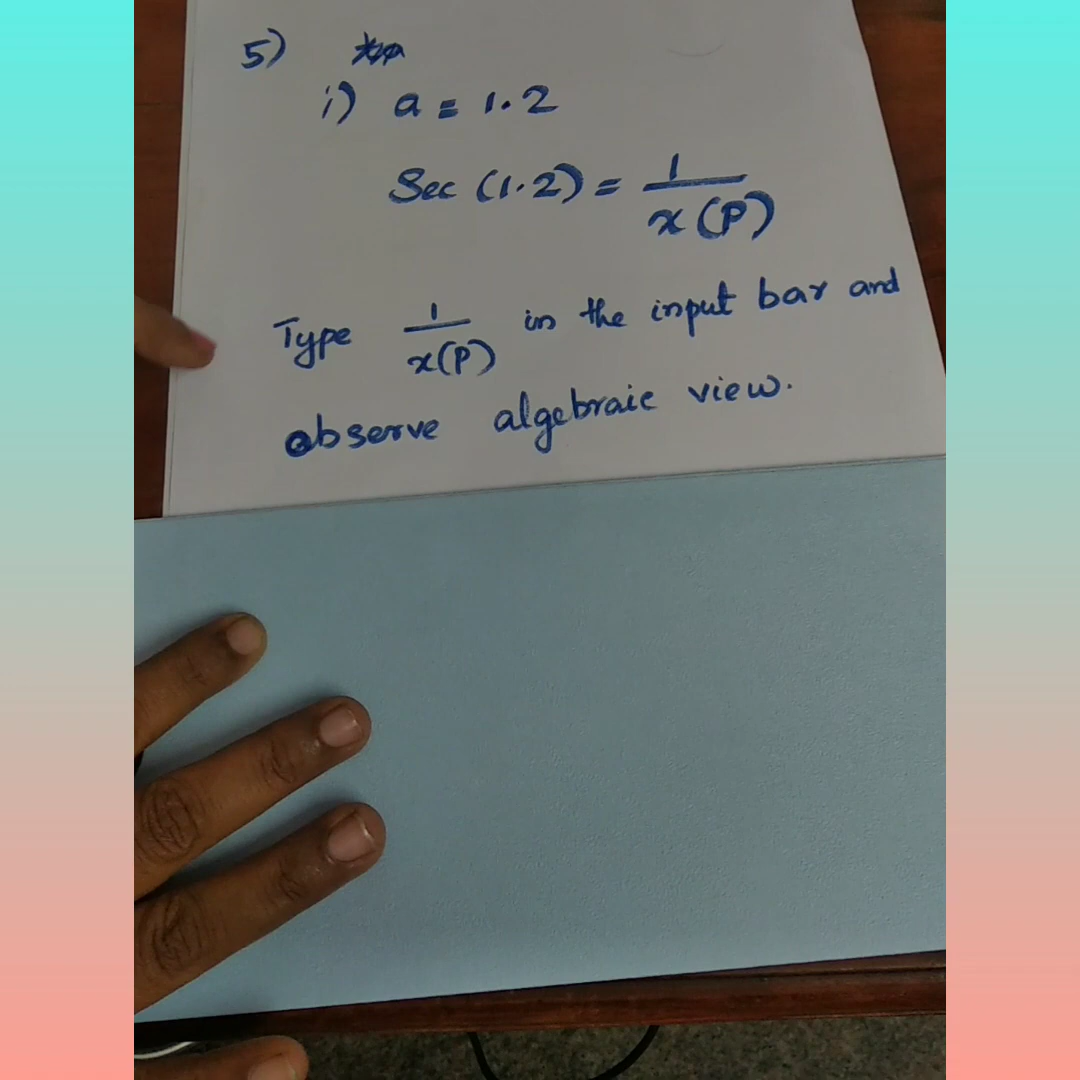 5)
i) a = 1.2
Sec (1.2) = 1/x(P)
Type 1/x(P) in the input bar and
observe algebraic view.